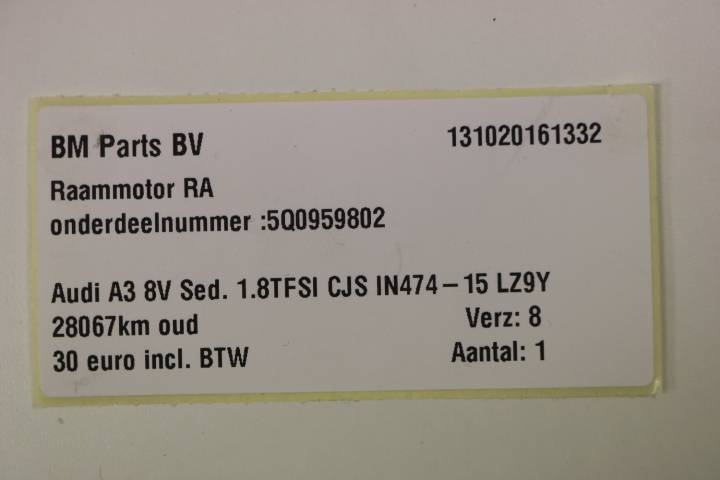 BM Parts BV 131020161332
Raammotor RA
onderdeelnummer :5Q0959802
Audi A3 8V Sed. 1.8TFSI CJS IN474-15 LZ9Y
28067km oud Verz: 8
30 euro incl. BTW Aantal: 1